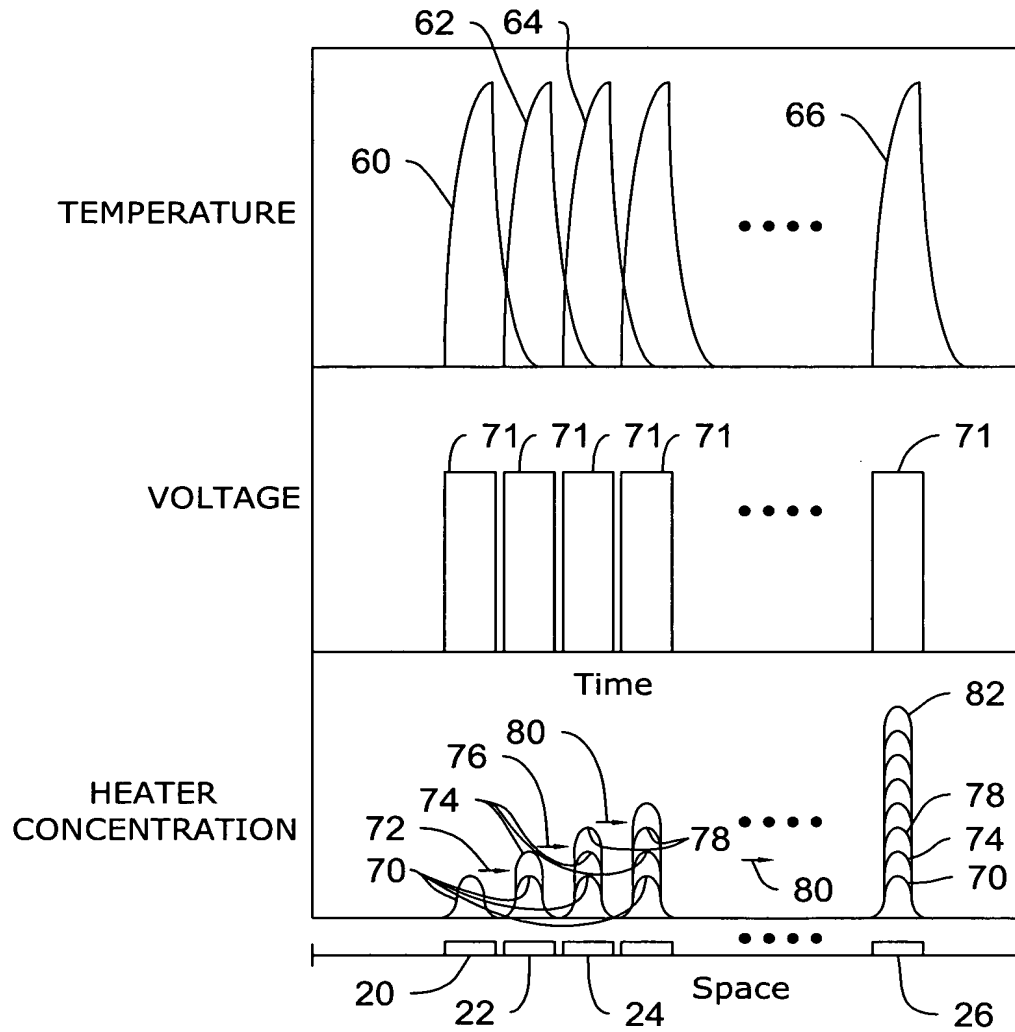 62 64
60
66
TEMPERATURE
71 71 71 71 71
VOLTAGE
Time
82
80
76
74
78
72
78
74
70
80
70
HEATER
CONCENTRATION
20
22
24
Space
26